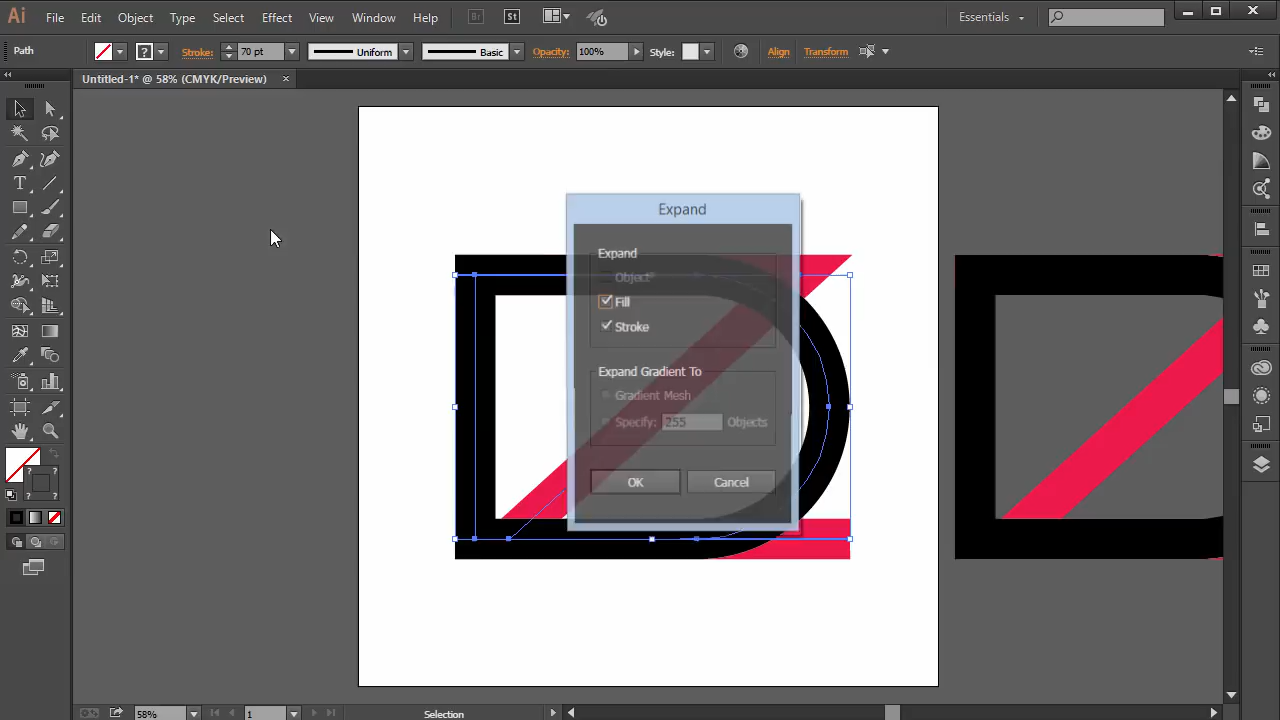 Ai File Edit Object Type Select Effect View Window Help Br St Essentials
Path Stroke: 70 pt Uniform Basic Opacity: 100% Style: Align Transform
Untitled-1* @ 58% (CMYK/Preview) ×
Expand
Expand
Object
Fill
Stroke
Expand Gradient To
Gradient Mesh
Specify: 255 Objects
OK Cancel
? ?
? ?
58% 1 Selection